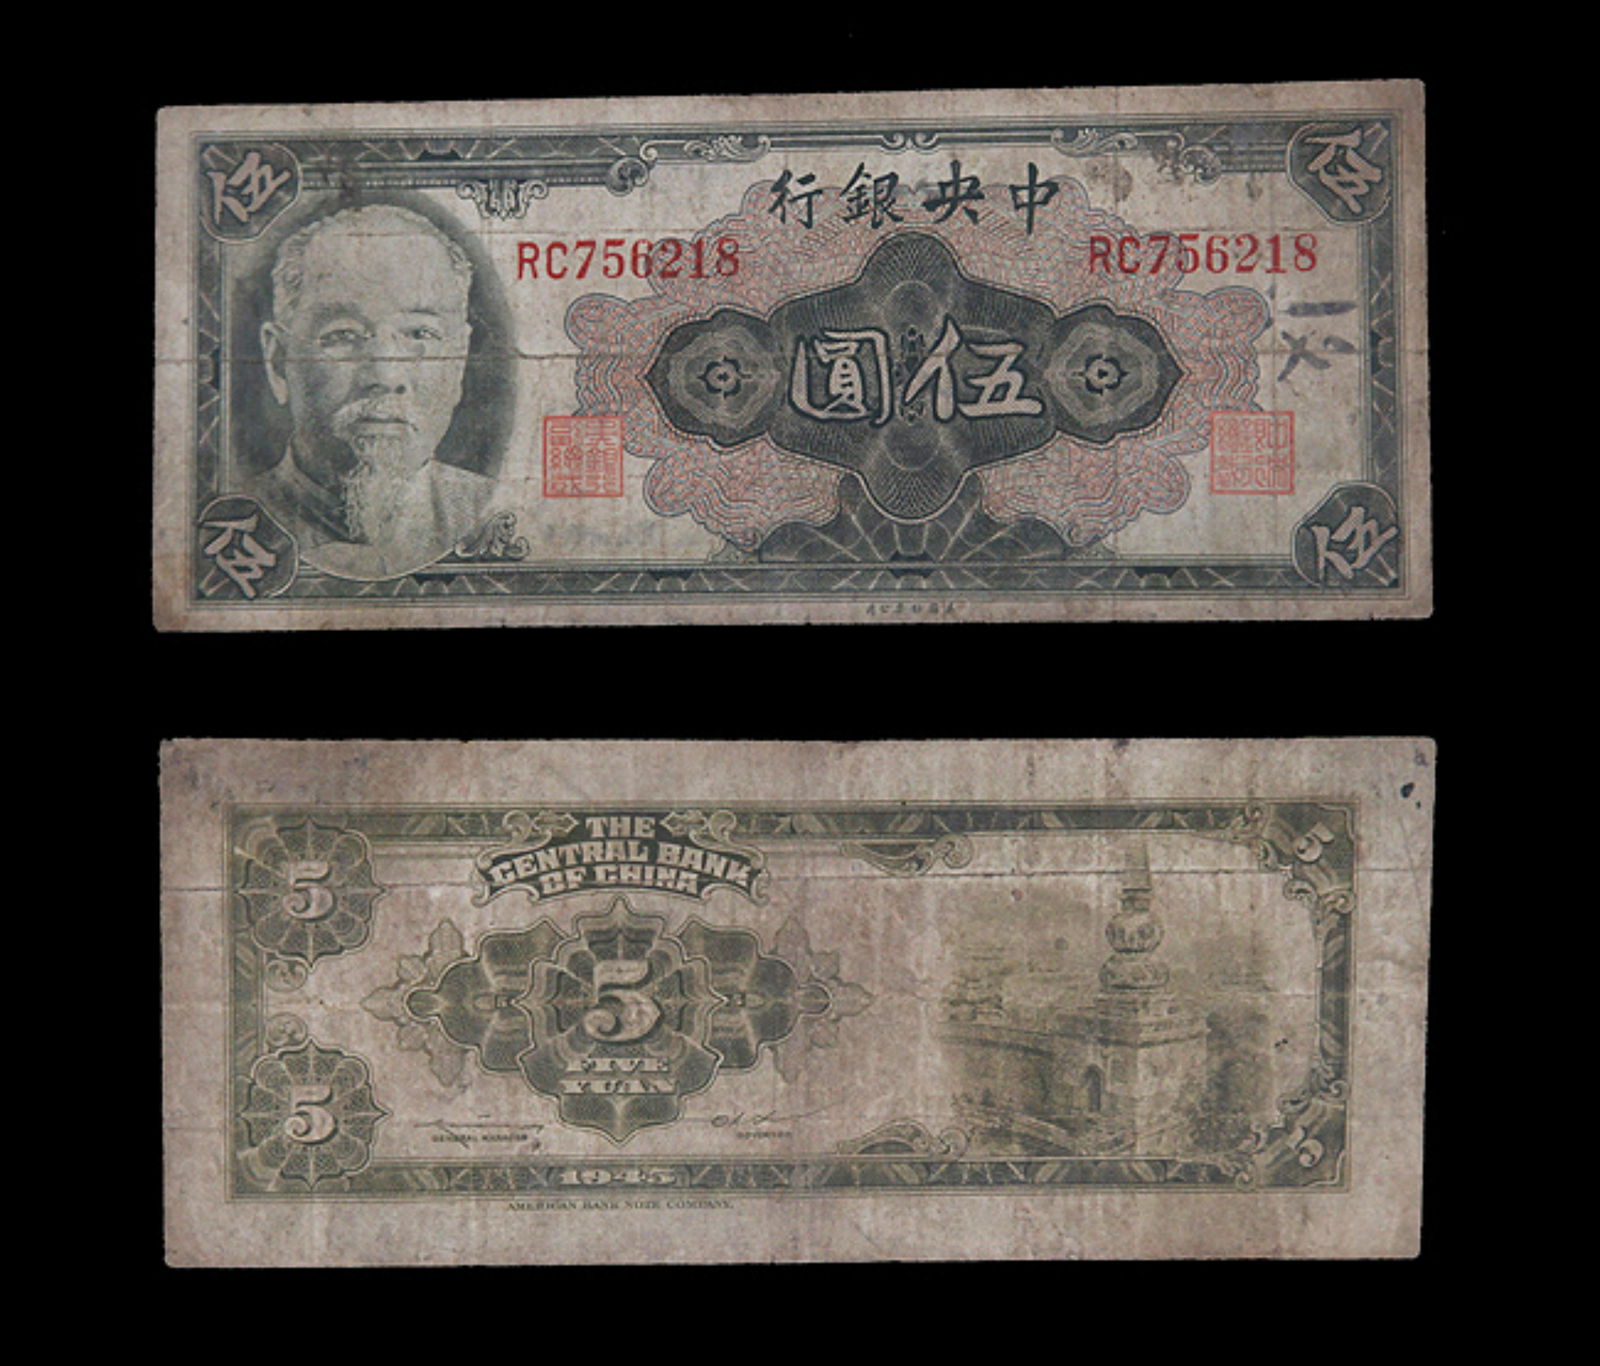 伍
伍
中央銀行
RC756218
RC756218
伍圓
伍
伍
THE
CENTRAL BANK
OF CHINA
5
5
5
FIVE
YUAN
5
5
GENERAL MANAGER
GOVERNOR
1945
AMERICAN BANK NOTE COMPANY.